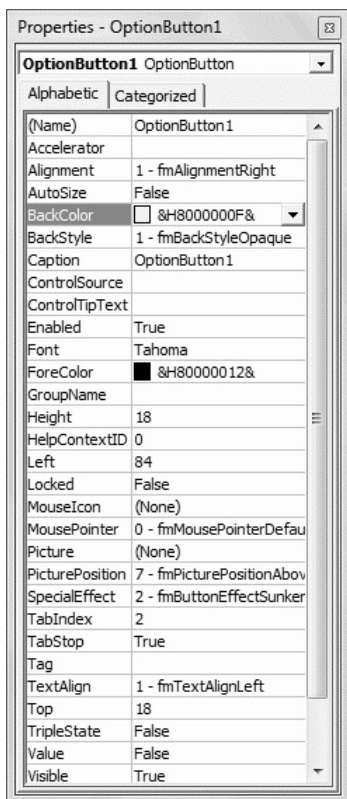 Properties - OptionButton1
OptionButton1 OptionButton
Alphabetic Categorized
(Name) OptionButton1
Accelerator
Alignment 1 - fmAlignmentRight
AutoSize False
BackColor &H8000000F&
BackStyle 1 - fmBackStyleOpaque
Caption OptionButton1
ControlSource
ControlTipText
Enabled True
Font Tahoma
ForeColor &H80000012&
GroupName
Height 18
HelpContextID 0
Left 84
Locked False
MouseIcon (None)
MousePointer 0 - fmMousePointerDefau
Picture (None)
PicturePosition 7 - fmPicturePositionAbov
SpecialEffect 2 - fmButtonEffectSunken
TabIndex 2
TabStop True
Tag
TextAlign 1 - fmTextAlignLeft
Top 18
TripleState False
Value False
Visible True